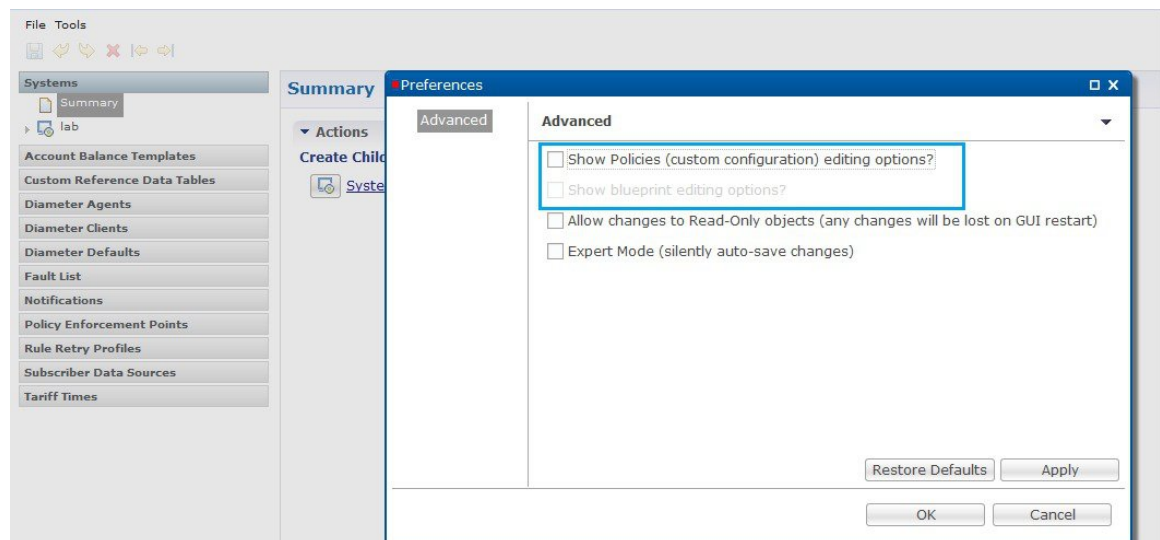 File Tools
Systems
Summary
lab
Account Balance Templates
Custom Reference Data Tables
Diameter Agents
Diameter Clients
Diameter Defaults
Fault List
Notifications
Policy Enforcement Points
Rule Retry Profiles
Subscriber Data Sources
Tariff Times
Summary
Actions
Create Chilc
Syste
Preferences
Advanced
Advanced
Show Policies (custom configuration) editing options?
Show blueprint editing options?
Allow changes to Read-Only objects (any changes will be lost on GUI restart)
Expert Mode (silently auto-save changes)
Restore Defaults Apply
OK Cancel